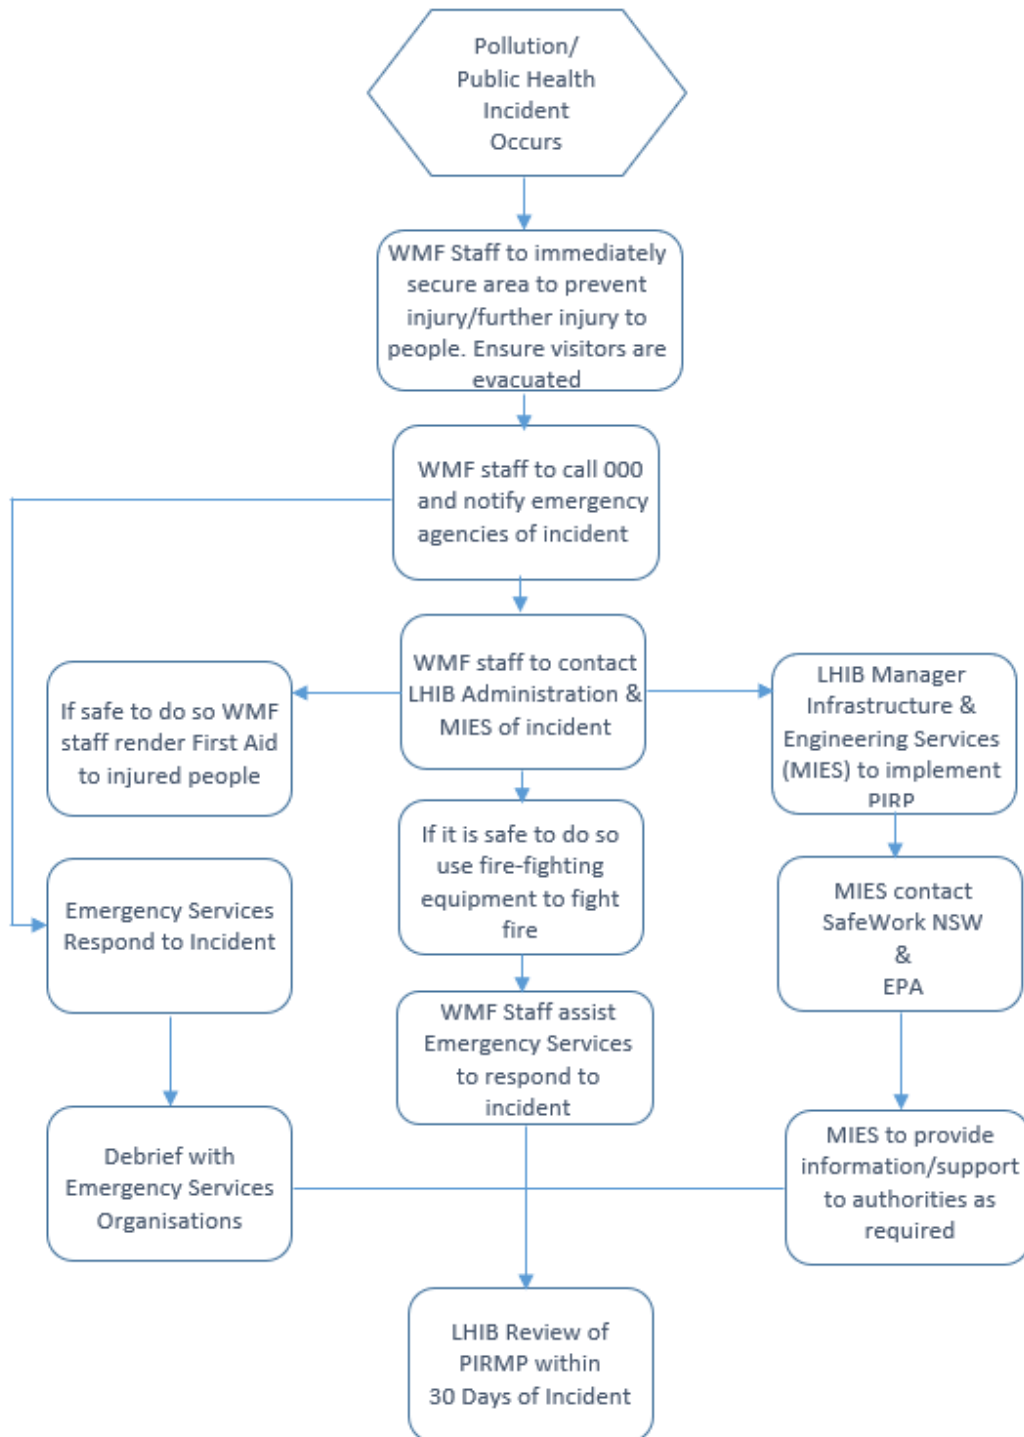 Pollution/
Public Health
Incident
Occurs
WMF Staff to immediately
secure area to prevent
injury/further injury to
people. Ensure visitors are
evacuated
WMF staff to call 000
and notify emergency
agencies of incident
WMF staff to contact
LHIB Administration &
MIES of incident
If safe to do so WMF
staff render First Aid
to injured people
LHIB Manager
Infrastructure &
Engineering Services
(MIES) to implement
PIRP
If it is safe to do so
use fire-fighting
equipment to fight
fire
Emergency Services
Respond to Incident
MIES contact
SafeWork NSW
&
EPA
WMF Staff assist
Emergency Services
to respond to
incident
Debrief with
Emergency Services
Organisations
MIES to provide
information/support
to authorities as
required
LHIB Review of
PIRMP within
30 Days of Incident